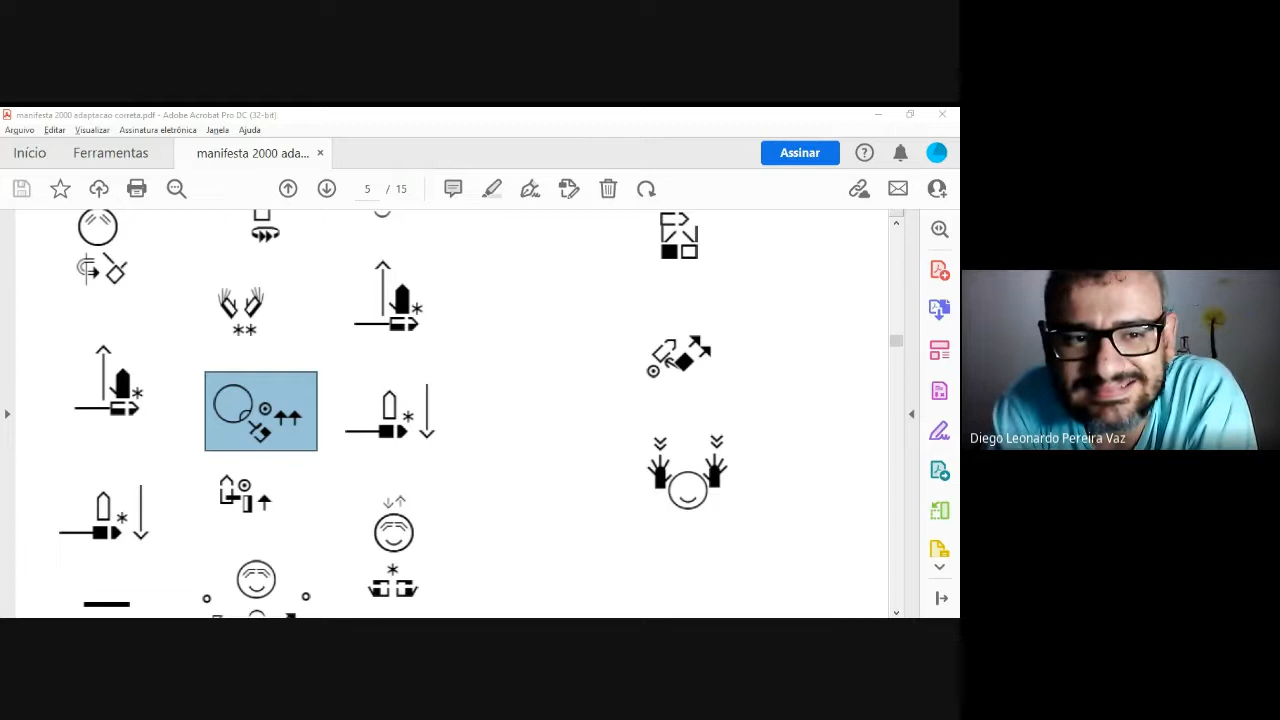 manifesta 2000 adaptacao correta.pdf - Adobe Acrobat Pro DC (32-bit)
Arquivo Editar Visualizar Assinatura eletrônica Janela Ajuda
Início Ferramentas manifesta 2000 ada... × Assinar
5 / 15
Diego Leonardo Pereira Vaz